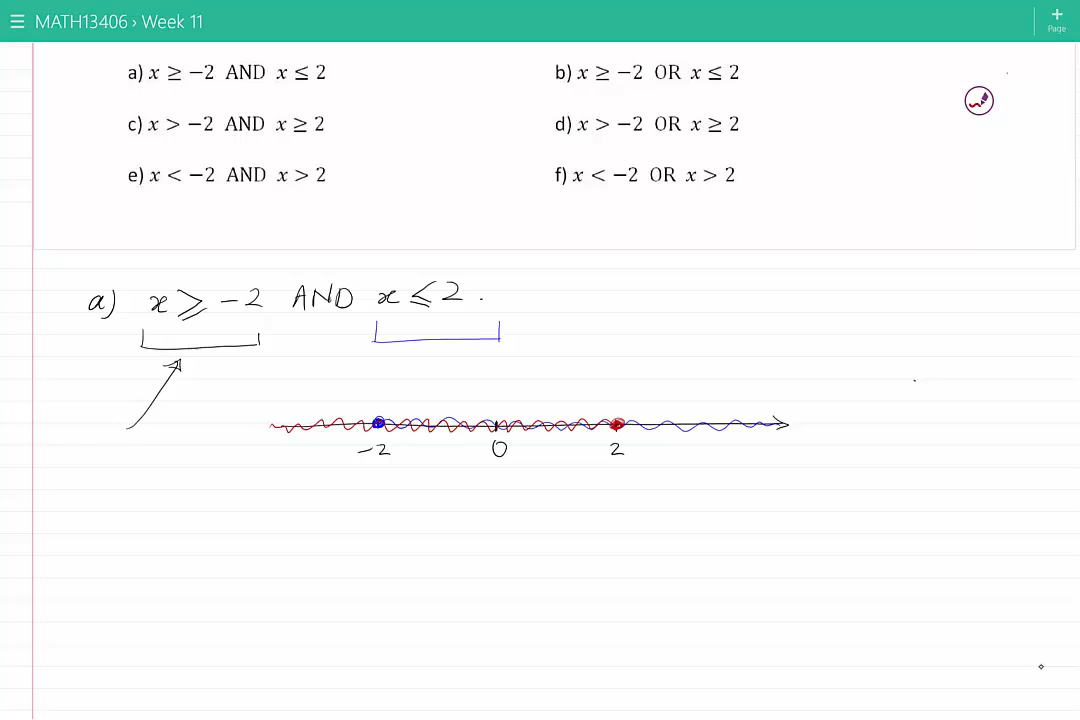 MATH13406 › Week 11
Page
a) x ≥ −2 AND x ≤ 2
b) x ≥ −2 OR x ≤ 2
c) x > −2 AND x ≥ 2
d) x > −2 OR x ≥ 2
e) x < −2 AND x > 2
f) x < −2 OR x > 2
a) x ≥ −2 AND x ≤ 2 .
−2 0 2